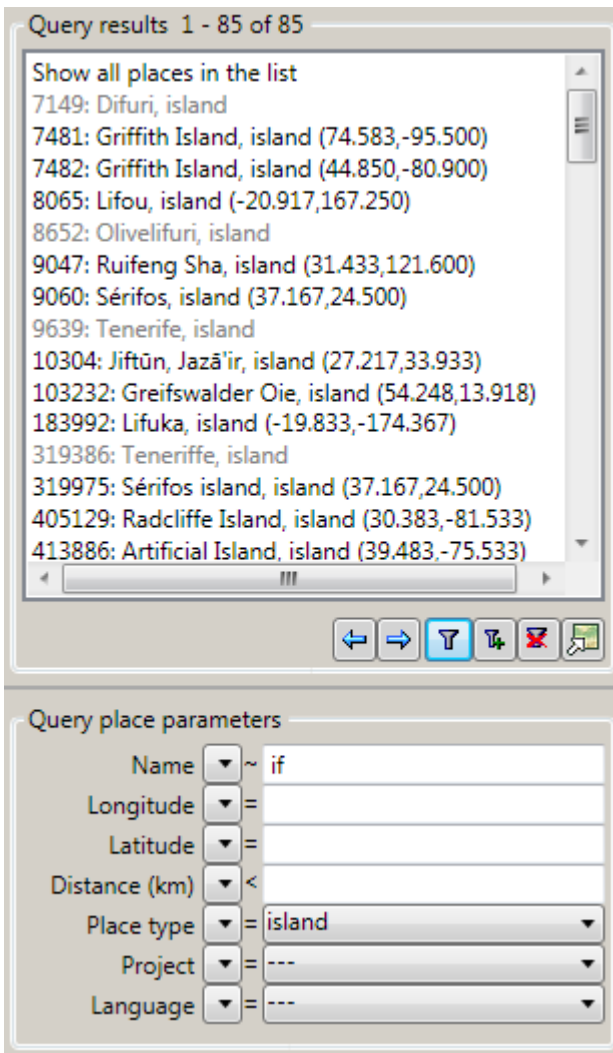 Query results 1 - 85 of 85
Show all places in the list
7149: Difuri, island
7481: Griffith Island, island (74.583,-95.500)
7482: Griffith Island, island (44.850,-80.900)
8065: Lifou, island (-20.917,167.250)
8652: Olivelifuri, island
9047: Ruifeng Sha, island (31.433,121.600)
9060: Sérifos, island (37.167,24.500)
9639: Tenerife, island
10304: Jiftūn, Jazā'ir, island (27.217,33.933)
103232: Greifswalder Oie, island (54.248,13.918)
183992: Lifuka, island (-19.833,-174.367)
319386: Teneriffe, island
319975: Sérifos island, island (37.167,24.500)
405129: Radcliffe Island, island (30.383,-81.533)
413886: Artificial Island, island (39.483,-75.533)
Query place parameters
Name ~ if
Longitude =
Latitude =
Distance (km) <
Place type = island
Project = ---
Language = ---